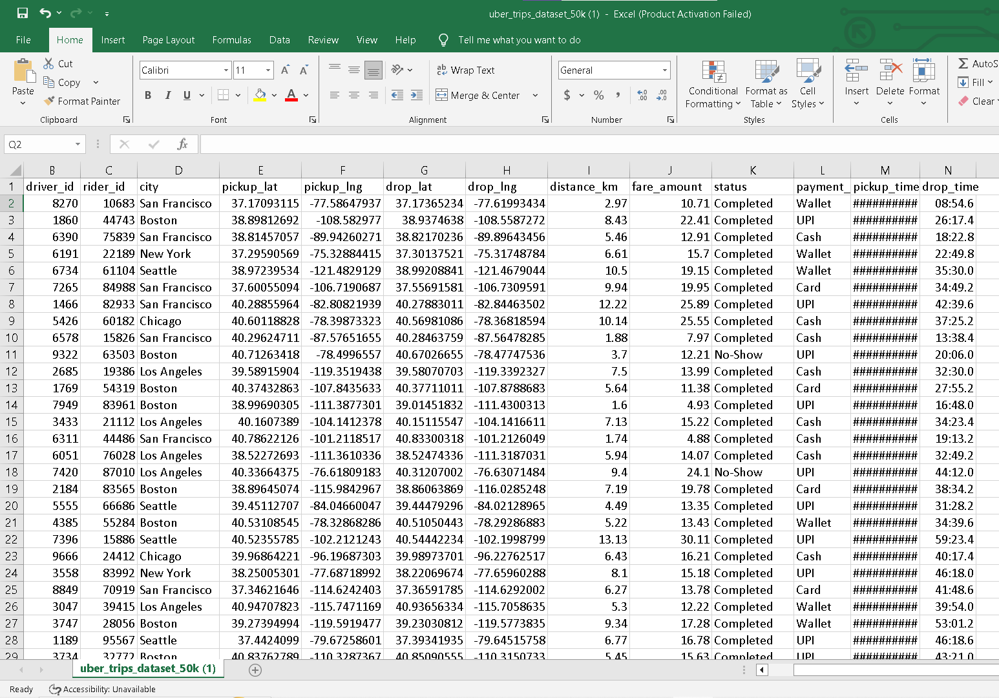 uber_trips_dataset_50k (1) - Excel (Product Activation Failed)
File Home Insert Page Layout Formulas Data Review View Help Tell me what you want to do
Paste Cut Copy Format Painter Clipboard
Calibri 11 B I U A Font
ab Wrap Text Merge & Center Alignment
General $ % , Number
Conditional Formatting Format as Table Cell Styles Styles
Insert Delete Format Cells
Σ AutoS Fill Clear
Q2 fx
B C D E F G H I J K L M N
1 driver_id rider_id city pickup_lat pickup_lng drop_lat drop_lng distance_km fare_amount status payment_ pickup_time drop_time
2 8270 10683 San Francisco 37.17093115 -77.58647937 37.17365234 -77.61993434 2.97 10.71 Completed Wallet ########## 08:54.6
3 1860 44743 Boston 38.89812692 -108.582977 38.9374638 -108.5587272 8.43 22.41 Completed UPI ########## 26:17.4
4 6390 75839 San Francisco 38.81457057 -89.94260271 38.82170236 -89.89643456 5.46 12.91 Completed Cash ########## 18:22.8
5 6191 22189 New York 37.29590569 -75.32884415 37.30137521 -75.31748784 6.61 15.7 Completed Wallet ########## 22:49.8
6 6734 61104 Seattle 38.97239534 -121.4829129 38.99208841 -121.4679044 10.5 19.15 Completed Wallet ########## 35:30.0
7 7265 84988 San Francisco 37.60055094 -106.7190687 37.55691581 -106.7309591 9.94 19.95 Completed Card ########## 34:49.2
8 1466 82933 San Francisco 40.28855964 -82.80821939 40.27883011 -82.84463502 12.22 25.89 Completed UPI ########## 42:39.6
9 5426 60182 Chicago 40.60118828 -78.39873323 40.56981086 -78.36818594 10.14 25.55 Completed Cash ########## 37:25.2
10 6578 15826 San Francisco 40.29624711 -87.57651655 40.28463759 -87.56478285 1.88 7.97 Completed Cash ########## 13:38.4
11 9322 63503 Boston 40.71263418 -78.4996557 40.67026655 -78.47747536 3.7 12.21 No-Show UPI ########## 20:06.0
12 2685 19386 Los Angeles 39.58915904 -119.3519438 39.58070703 -119.3392327 7.5 13.99 Completed Cash ########## 32:30.0
13 1769 54319 Boston 40.37432863 -107.8435633 40.37711011 -107.8788683 5.64 11.38 Completed Card ########## 27:55.2
14 7949 83961 Boston 38.99690305 -111.3877301 39.01451832 -111.4300313 1.6 4.93 Completed UPI ########## 16:48.0
15 3433 21112 Los Angeles 40.1607389 -104.1412378 40.15115547 -104.1416611 7.13 15.22 Completed Cash ########## 34:23.4
16 6311 44486 San Francisco 40.78622126 -101.2118517 40.83300318 -101.2126049 1.74 4.88 Completed Cash ########## 19:13.2
17 6051 76028 Los Angeles 38.52272693 -111.3610336 38.52474336 -111.3187031 5.94 14.07 Completed Cash ########## 32:49.2
18 7420 87010 Los Angeles 40.33664375 -76.61809183 40.31207002 -76.63071484 9.4 24.1 No-Show UPI ########## 44:12.0
19 2184 83565 Boston 38.89645074 -115.9842967 38.86063869 -116.0285248 7.19 19.78 Completed Card ########## 38:34.2
20 5555 66686 Seattle 39.45112707 -84.04660047 39.44479296 -84.02128965 4.49 13.35 Completed UPI ########## 31:28.2
21 4385 55284 Boston 40.53108545 -78.32868286 40.51050443 -78.29286883 5.22 13.43 Completed Wallet ########## 34:39.6
22 7396 15886 Seattle 40.52355785 -102.2121243 40.54442234 -102.1998799 13.13 30.11 Completed UPI ########## 59:23.4
23 9666 24412 Chicago 39.96864221 -96.19687303 39.98973701 -96.22762517 6.43 16.21 Completed Cash ########## 40:17.4
24 3558 83992 New York 38.25005301 -77.68718992 38.22069674 -77.65960288 8.1 15.18 Completed UPI ########## 46:18.0
25 8849 70919 San Francisco 37.34621646 -114.6242403 37.36591785 -114.6292002 6.27 13.78 Completed Card ########## 41:48.6
26 3047 39415 Los Angeles 40.94707823 -115.7471169 40.93656334 -115.7058635 5.3 12.22 Completed Wallet ########## 39:54.0
27 3747 28056 Boston 39.27394994 -119.5919477 39.23030812 -119.5773835 9.34 17.28 Completed Wallet ########## 53:01.2
28 1189 95567 Seattle 37.4424099 -79.67258601 37.39341935 -79.64515758 6.77 16.78 Completed UPI ########## 46:18.6
29 3734 32772 Boston 40.83762789 -110.3287367 40.85090555 -110.3150733 5.45 15.63 Completed UPI ########## 43:21.0
uber_trips_dataset_50k (1)
Ready Accessibility: Unavailable